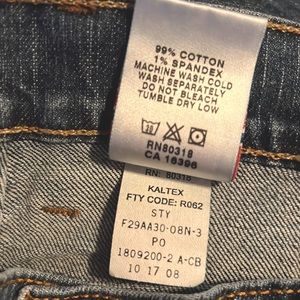 99% COTTON
1% SPANDEX
MACHINE WASH COLD
WASH SEPARATELY
DO NOT BLEACH
TUMBLE DRY LOW
RN80318
CA 16396
RN: 80318
KALTEX
FTY CODE: R062
STY
F29AA30-08N-3
PO
1809200-2 A-CB
10 17 08